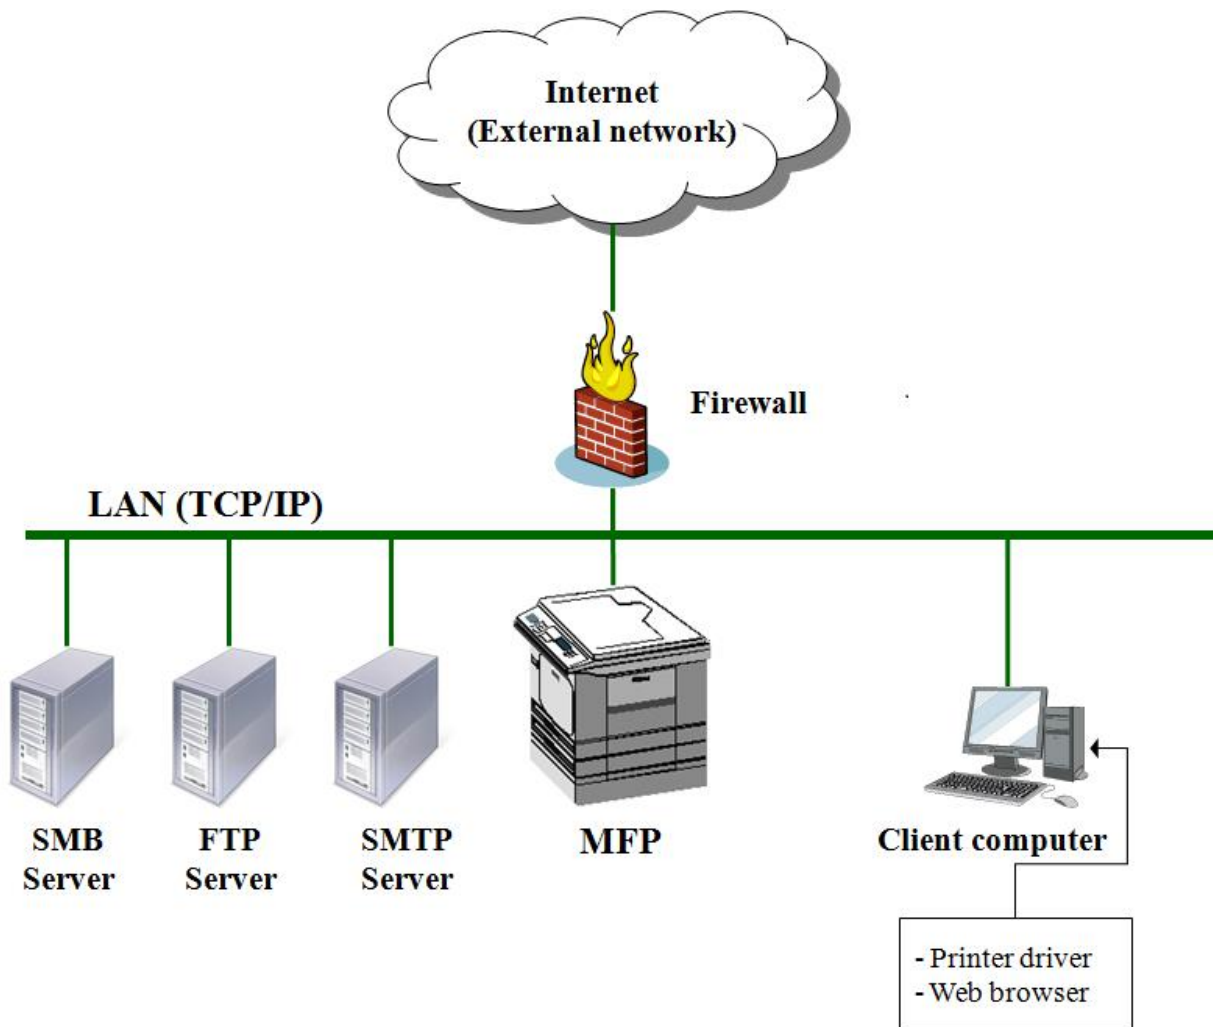 Internet
(External network)
Firewall
LAN (TCP/IP)
SMB
Server
FTP
Server
SMTP
Server
MFP
Client computer
- Printer driver
- Web browser